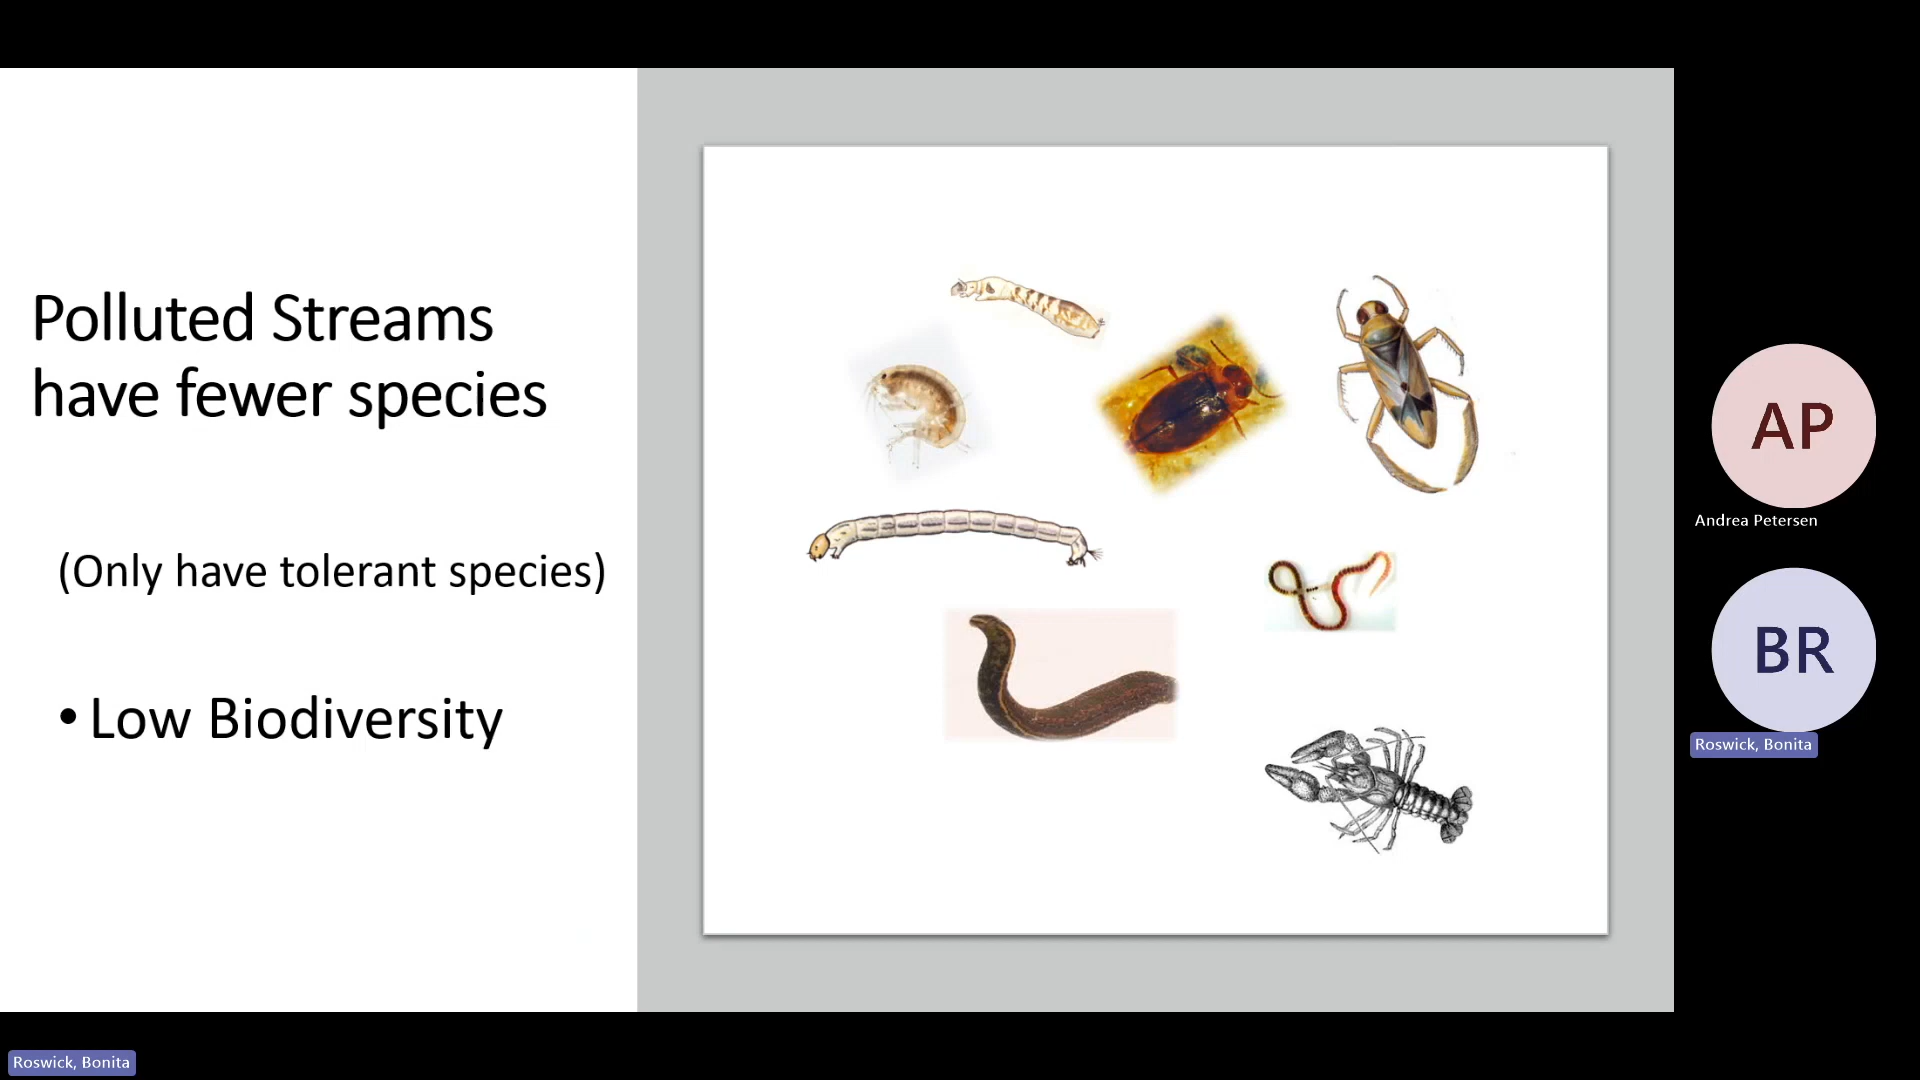 Polluted Streams
have fewer species
(Only have tolerant species)
• Low Biodiversity
AP
Andrea Petersen
BR
Roswick, Bonita
Roswick, Bonita